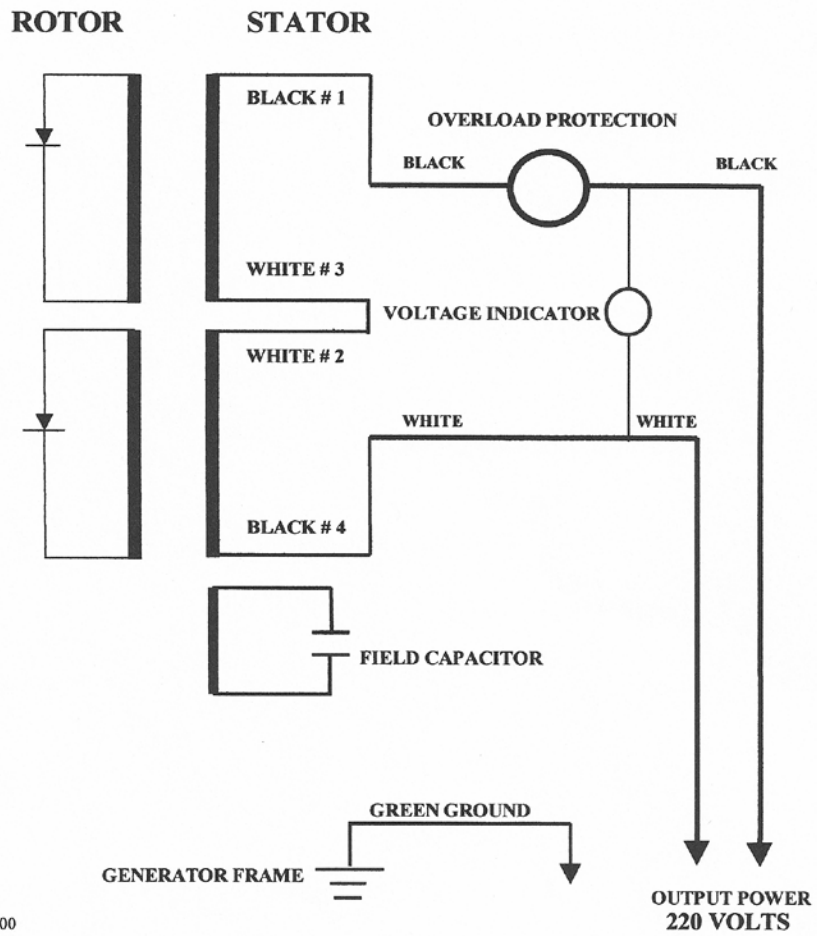 ROTOR
STATOR
BLACK # 1
OVERLOAD PROTECTION
BLACK
BLACK
WHITE # 3
VOLTAGE INDICATOR
WHITE # 2
WHITE
WHITE
BLACK # 4
FIELD CAPACITOR
GREEN GROUND
GENERATOR FRAME
OUTPUT POWER
220 VOLTS
00